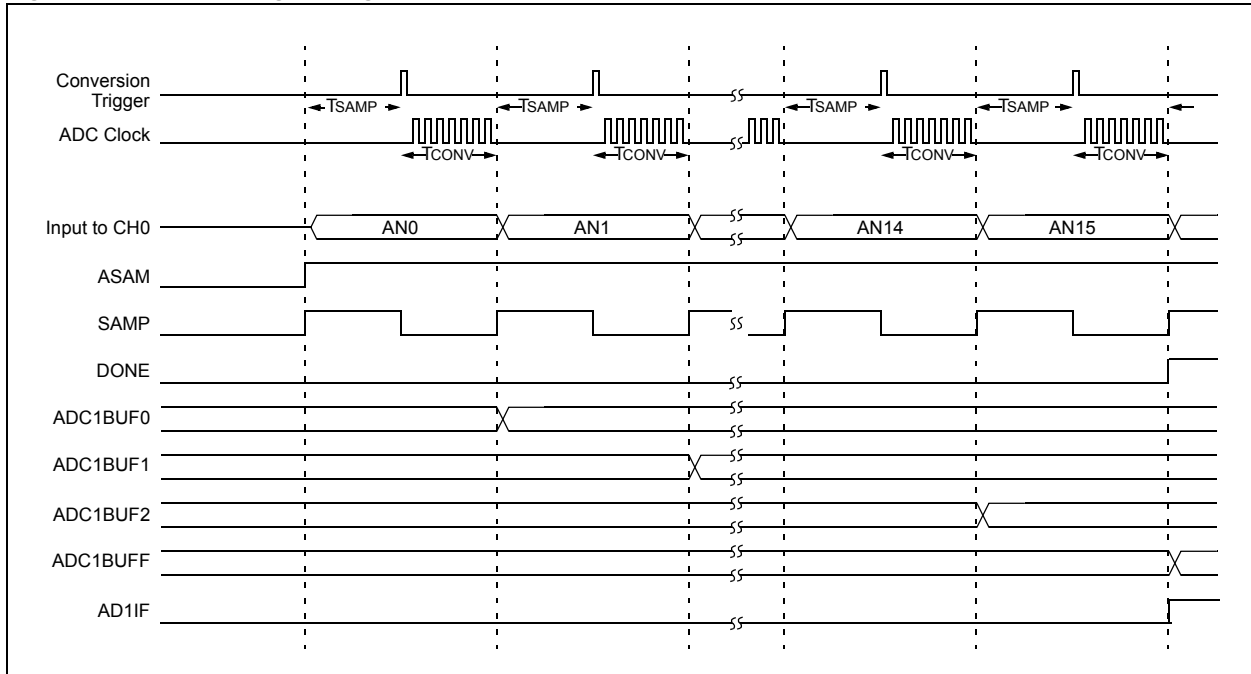 Conversion
Trigger
TSAMP TSAMP TSAMP TSAMP
ADC Clock
TCONV TCONV TCONV TCONV
Input to CH0 AN0 AN1 AN14 AN15
ASAM
SAMP
DONE
ADC1BUF0
ADC1BUF1
ADC1BUF2
ADC1BUFF
AD1IF